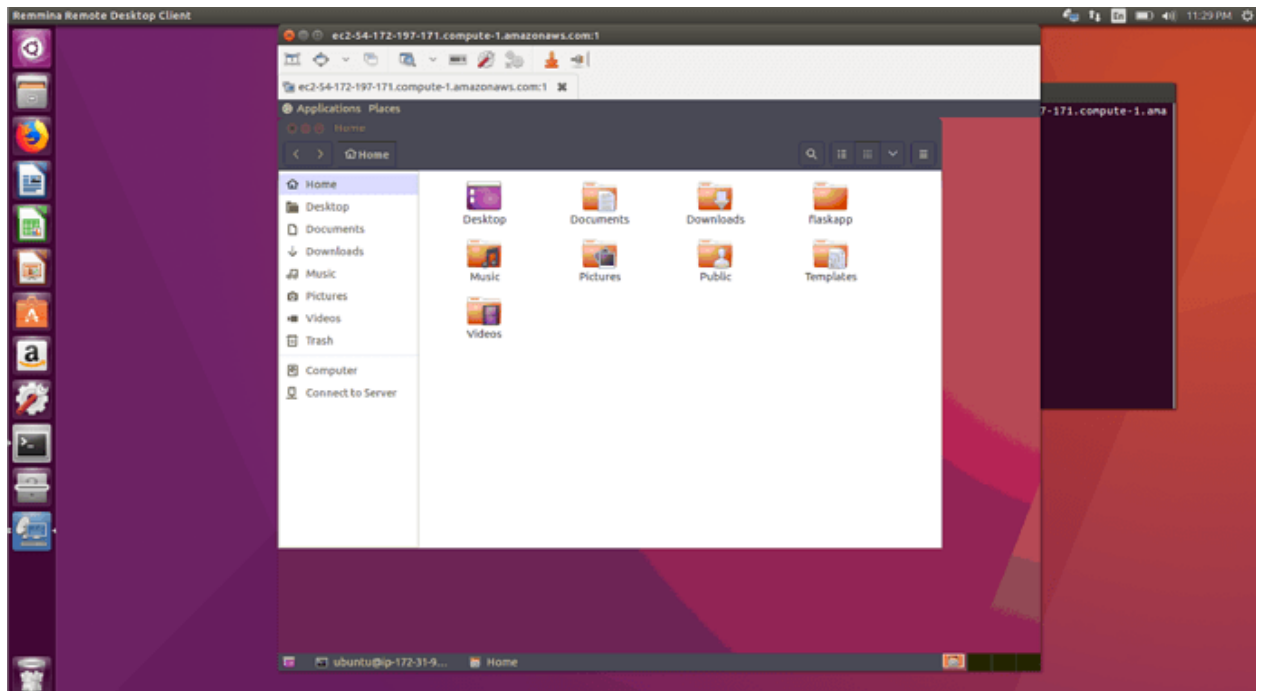 Remmina Remote Desktop Client
En
11:29 PM
ec2-54-172-197-171.compute-1.amazonaws.com:1
ec2-54-172-197-171.compute-1.amazonaws.com:1
Applications Places
7-171.compute-1.ama
Home
Home
Home
Desktop
Documents
Downloads
Music
Pictures
Videos
Trash
Computer
Connect to Server
Desktop Documents Downloads flaskapp
Music Pictures Public Templates
Videos
a
ubuntu@ip-172-31-9... Home